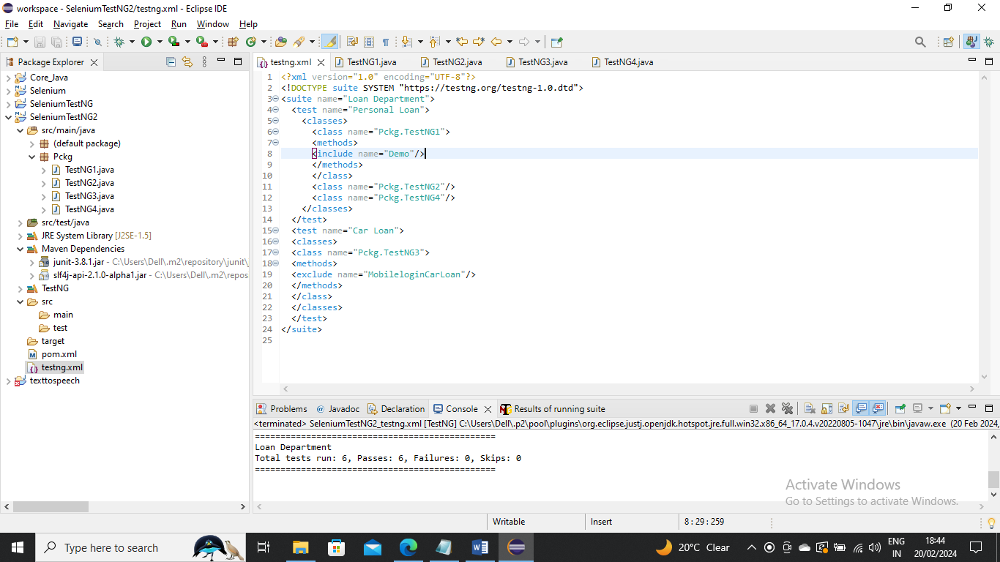 workspace - SeleniumTestNG2/testng.xml - Eclipse IDE
File Edit Navigate Search Project Run Window Help
Package Explorer
Core_Java
Selenium
SeleniumTestNG
SeleniumTestNG2
src/main/java
(default package)
Pckg
TestNG1.java
TestNG2.java
TestNG3.java
TestNG4.java
src/test/java
JRE System Library [J2SE-1.5]
Maven Dependencies
junit-3.8.1.jar - C:\Users\Dell\.m2\repository\junit\
slf4j-api-2.1.0-alpha1.jar - C:\Users\Dell\.m2\repos
TestNG
src
main
test
target
pom.xml
testng.xml
texttospeech
testng.xml TestNG1.java TestNG2.java TestNG3.java TestNG4.java
1 <?xml version="1.0" encoding="UTF-8"?>
2 <!DOCTYPE suite SYSTEM "https://testng.org/testng-1.0.dtd">
3 <suite name="Loan Department">
4 <test name="Personal Loan">
5 <classes>
6 <class name="Pckg.TestNG1">
7 <methods>
8 <include name="Demo"/>
9 </methods>
10 </class>
11 <class name="Pckg.TestNG2"/>
12 <class name="Pckg.TestNG4"/>
13 </classes>
14 </test>
15 <test name="Car Loan">
16 <classes>
17 <class name="Pckg.TestNG3">
18 <methods>
19 <exclude name="MobileloginCarLoan"/>
20 </methods>
21 </class>
22 </classes>
23 </test>
24 </suite>
25
Problems Javadoc Declaration Console Results of running suite
<terminated> SeleniumTestNG2_testng.xml [TestNG] C:\Users\Dell\.p2\pool\plugins\org.eclipse.justj.openjdk.hotspot.jre.full.win32.x86_64_17.0.4.v20220805-1047\jre\bin\javaw.exe (20 Feb 2024,
===============================================
Loan Department
Total tests run: 6, Passes: 6, Failures: 0, Skips: 0
===============================================
Activate Windows
Go to Settings to activate Windows.
Writable Insert 8 : 29 : 259
Type here to search
20°C Clear
ENG
IN
18:44
20/02/2024